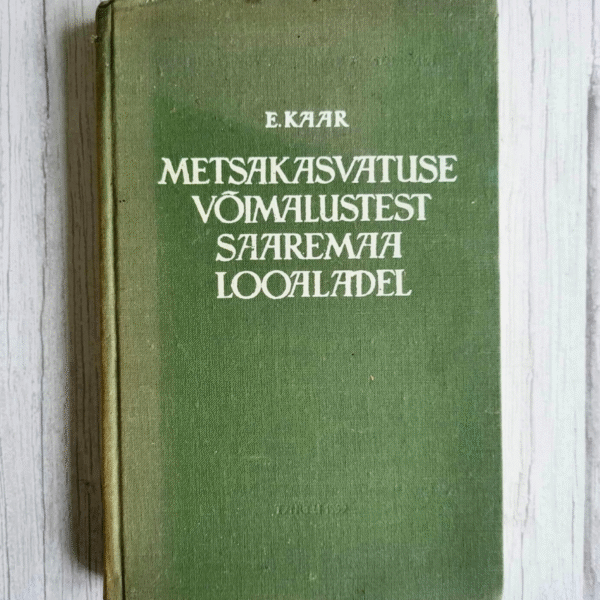 E. KAAR
METSAKASVATUSE
VÕIMALUSTEST
SAAREMAA
LOOALADEL